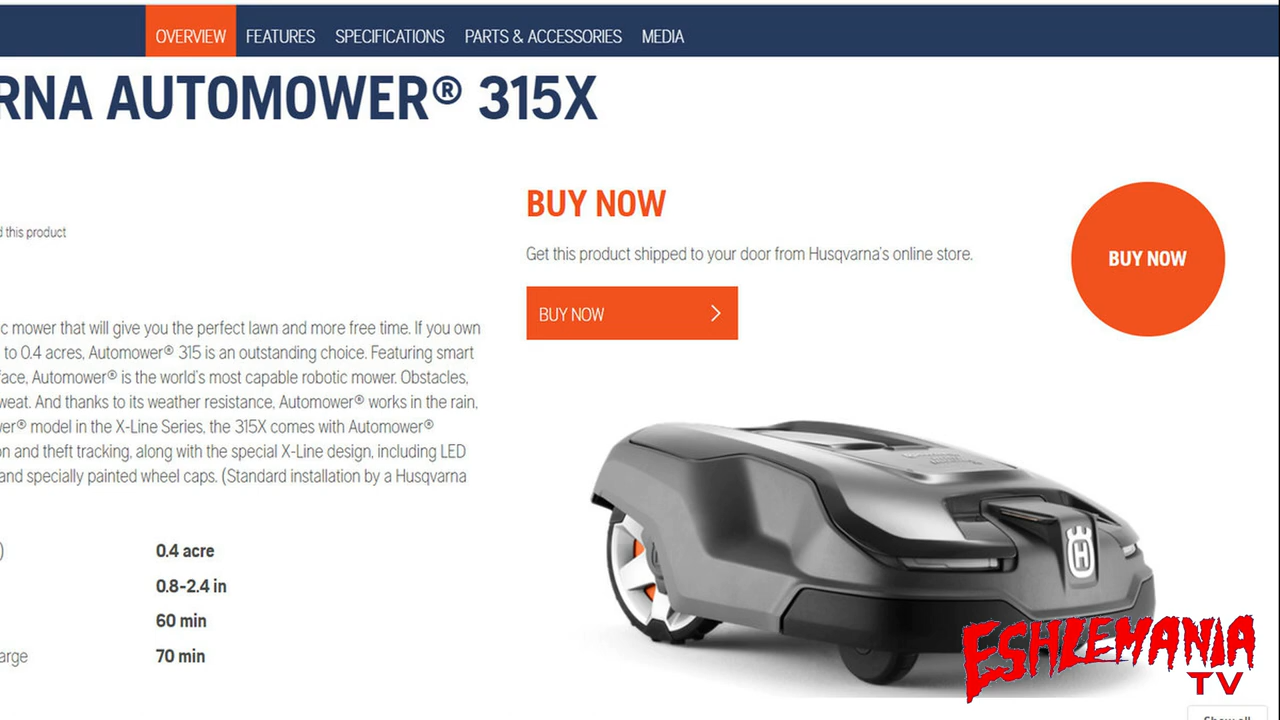 OVERVIEW FEATURES SPECIFICATIONS PARTS & ACCESSORIES MEDIA
RNA AUTOMOWER® 315X
BUY NOW
Get this product shipped to your door from Husqvarna's online store.
BUY NOW
BUY NOW
this product
c mower that will give you the perfect lawn and more free time. If you own
to 0.4 acres, Automower® 315 is an outstanding choice. Featuring smart
face, Automower® is the world's most capable robotic mower. Obstacles,
weat. And thanks to its weather resistance, Automower® works in the rain,
er® model in the X-Line Series, the 315X comes with Automower®
on and theft tracking, along with the special X-Line design, including LED
and specially painted wheel caps. (Standard installation by a Husqvarna
) 0.4 acre
0.8-2.4 in
60 min
arge 70 min
H
ESHLEMANIA
TV